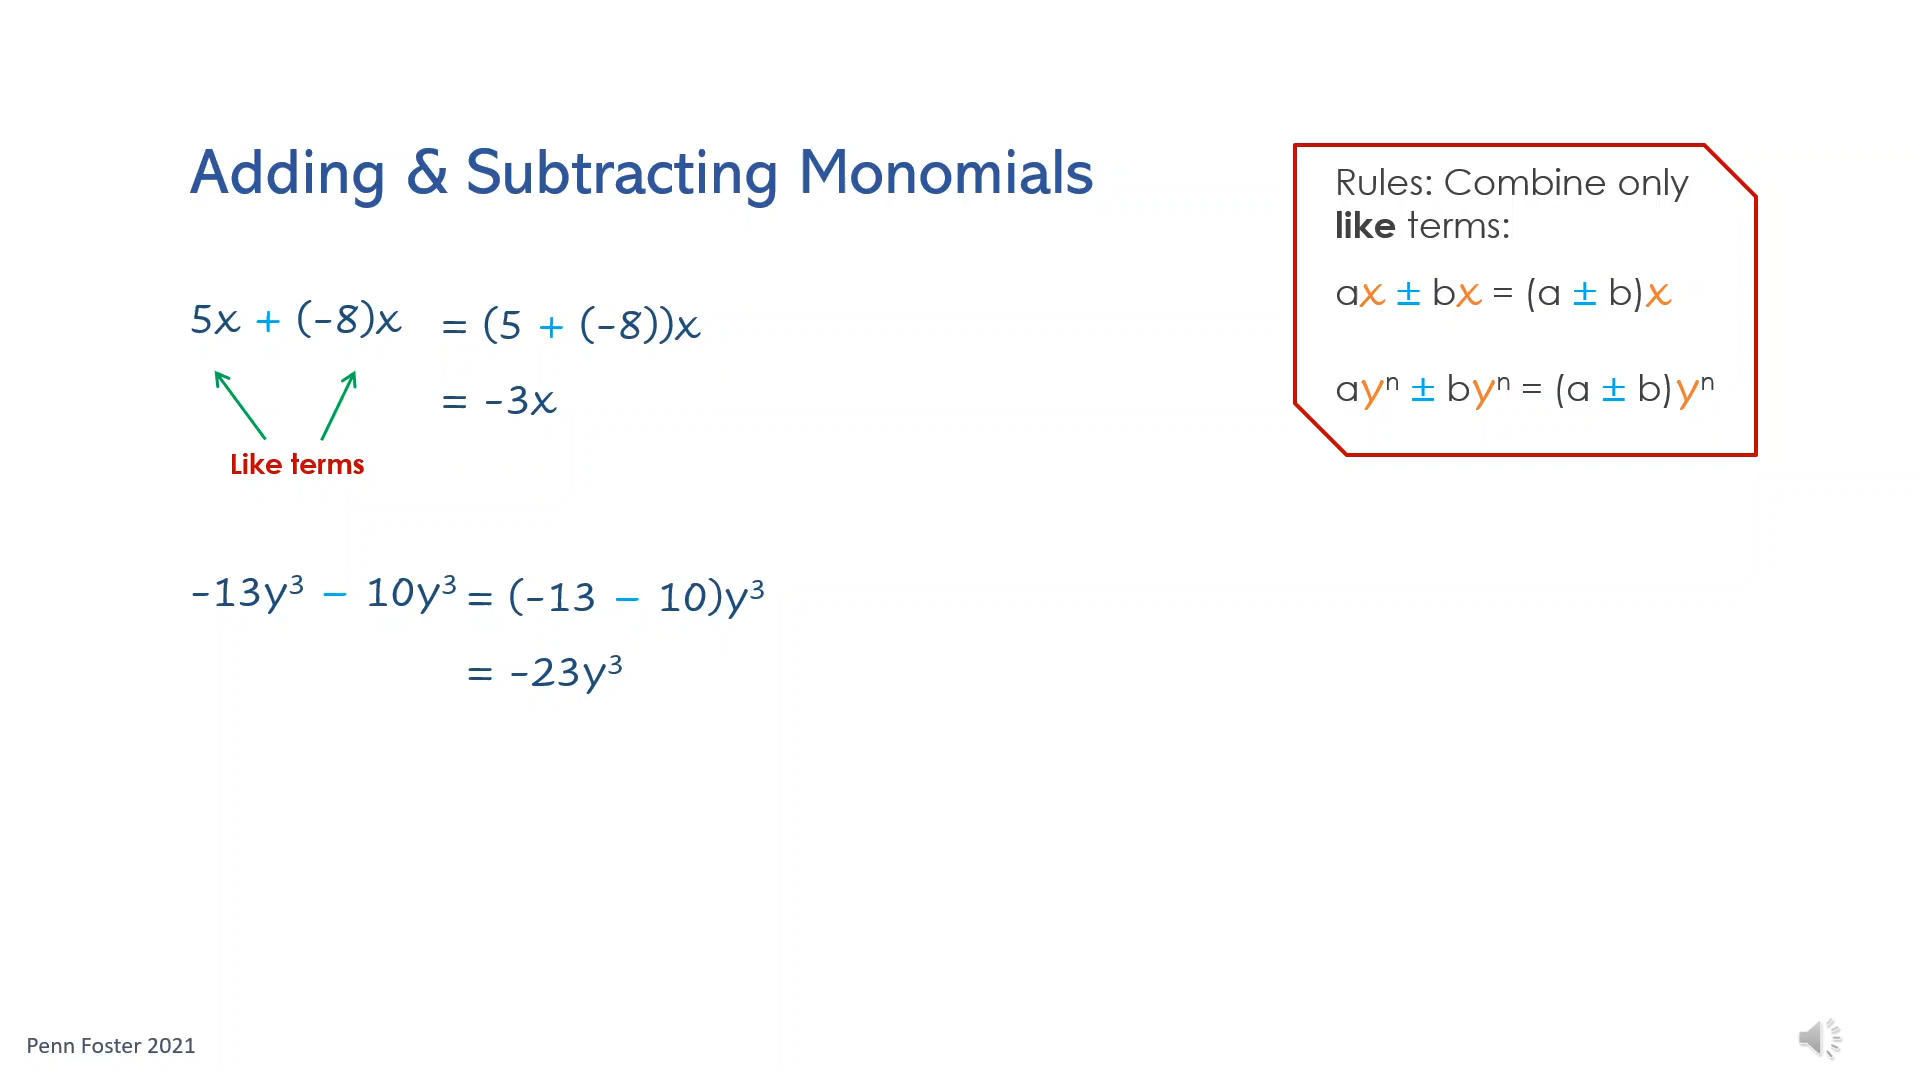 Adding & Subtracting Monomials
Rules: Combine only
like terms:
ax ± bx = (a ± b)x
ayⁿ ± byⁿ = (a ± b)yⁿ
5x + (-8)x = (5 + (-8))x
= -3x
Like terms
-13y³ – 10y³ = (-13 – 10)y³
= -23y³
Penn Foster 2021